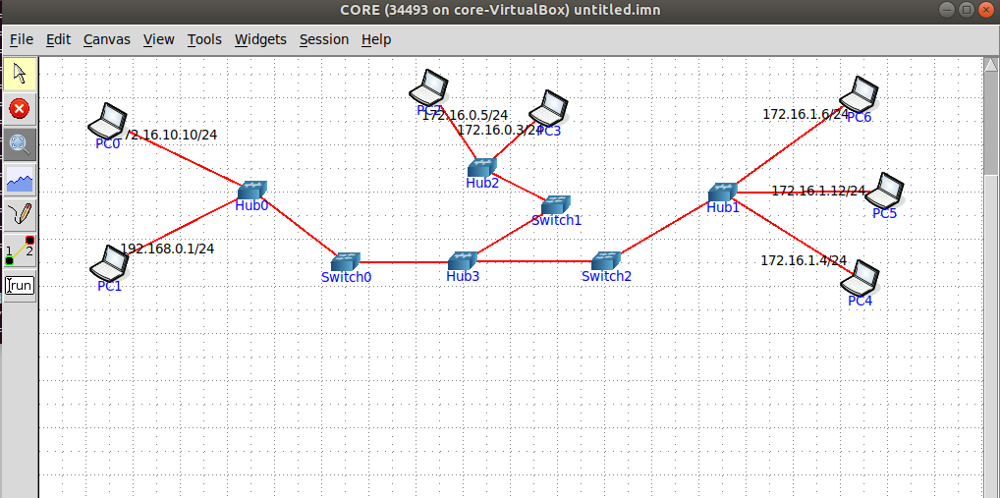 CORE (34493 on core-VirtualBox) untitled.imn
File Edit Canvas View Tools Widgets Session Help
PC2
172.16.0.5/24
172.16.0.3/24
PC3
172.16.1.6/24
PC6
/2.16.10.10/24
PC0
Hub2
172.16.1.12/24
Hub0
Hub1
PC5
Switch1
192.168.0.1/24
1 2
172.16.1.4/24
Switch0
Hub3
Switch2
run
PC1
PC4